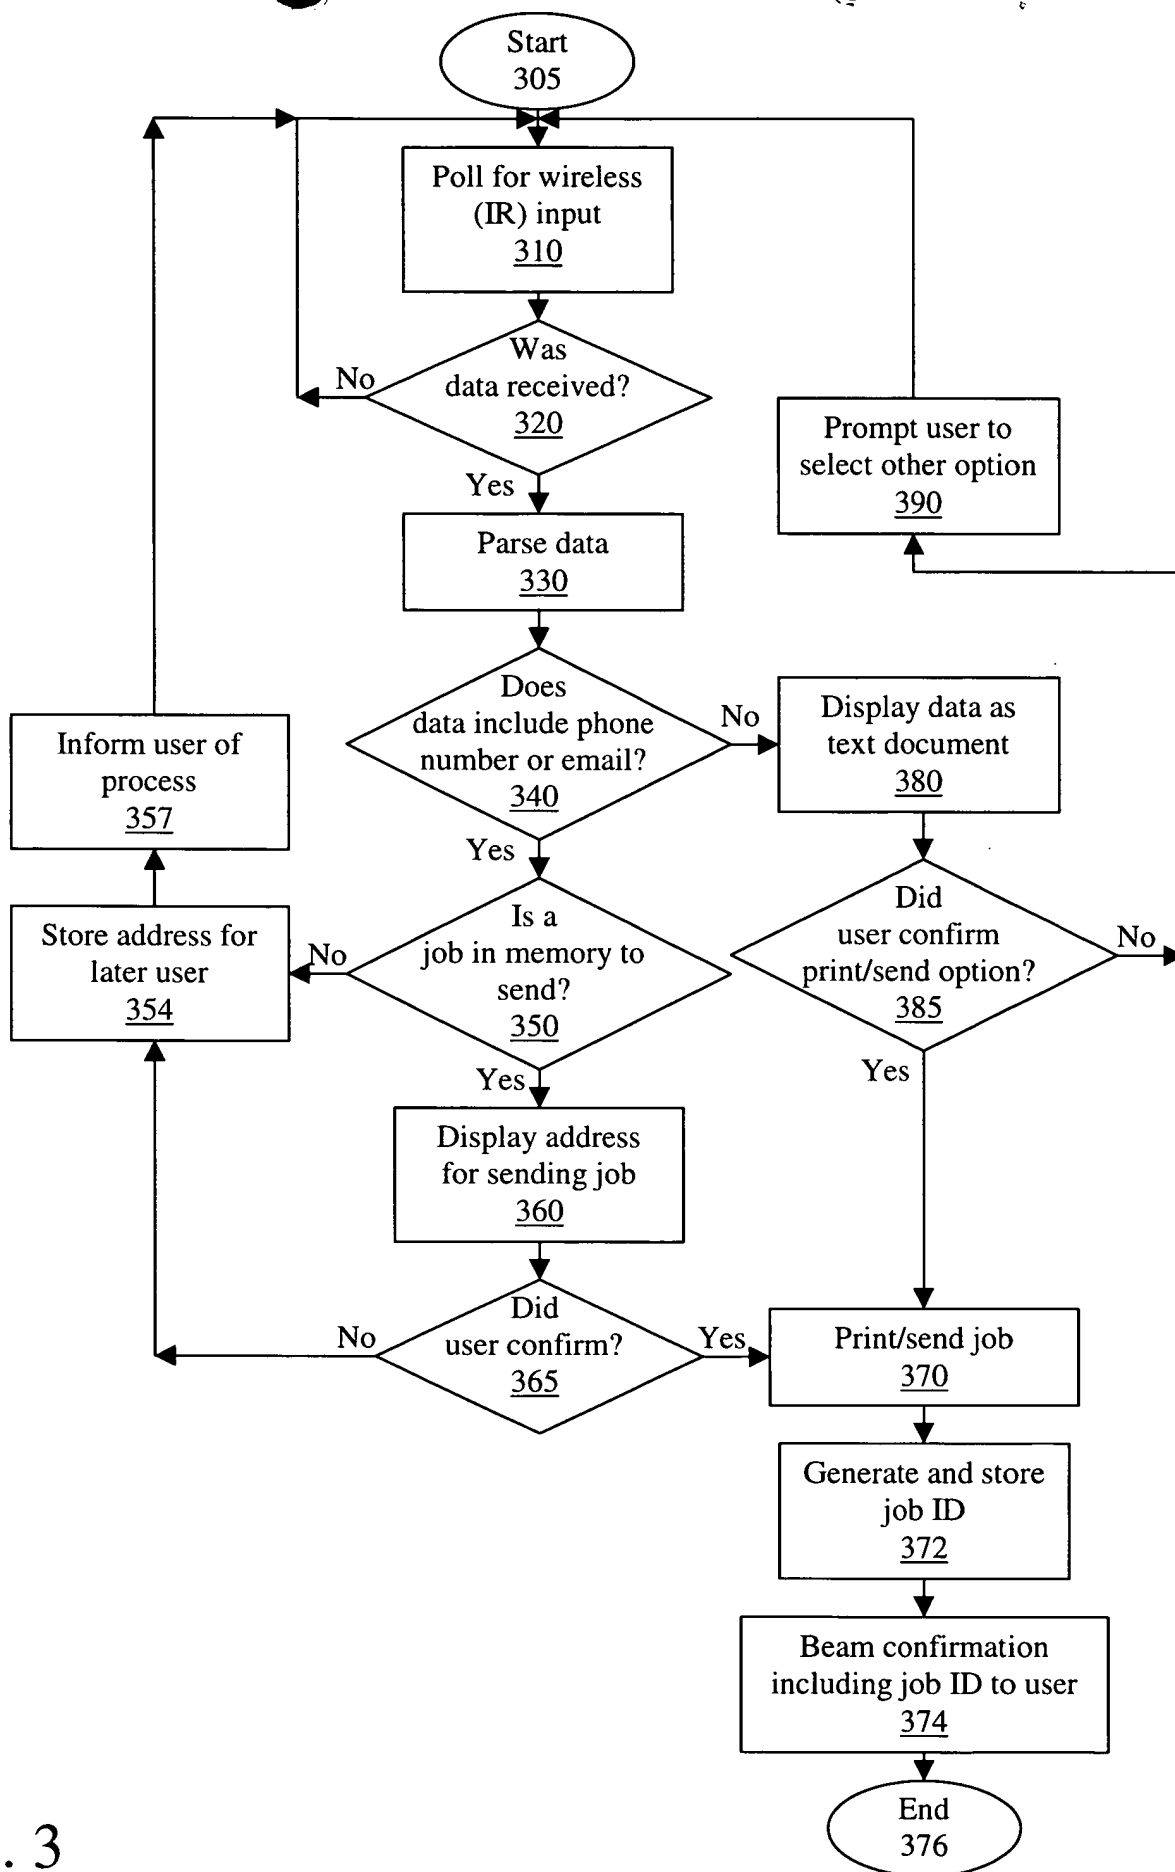 Start
305
Poll for wireless
(IR) input
310
Was
data received?
320
No
Yes
Prompt user to
select other option
390
Parse data
330
Does
data include phone
number or email?
340
No
Yes
Display data as
text document
380
Inform user of
process
357
Is a
job in memory to
send?
350
No
Yes
Did
user confirm
print/send option?
385
No
Yes
Store address for
later user
354
Display address
for sending job
360
Did
user confirm?
365
No
Yes
Print/send job
370
Generate and store
job ID
372
Beam confirmation
including job ID to user
374
End
376
. 3